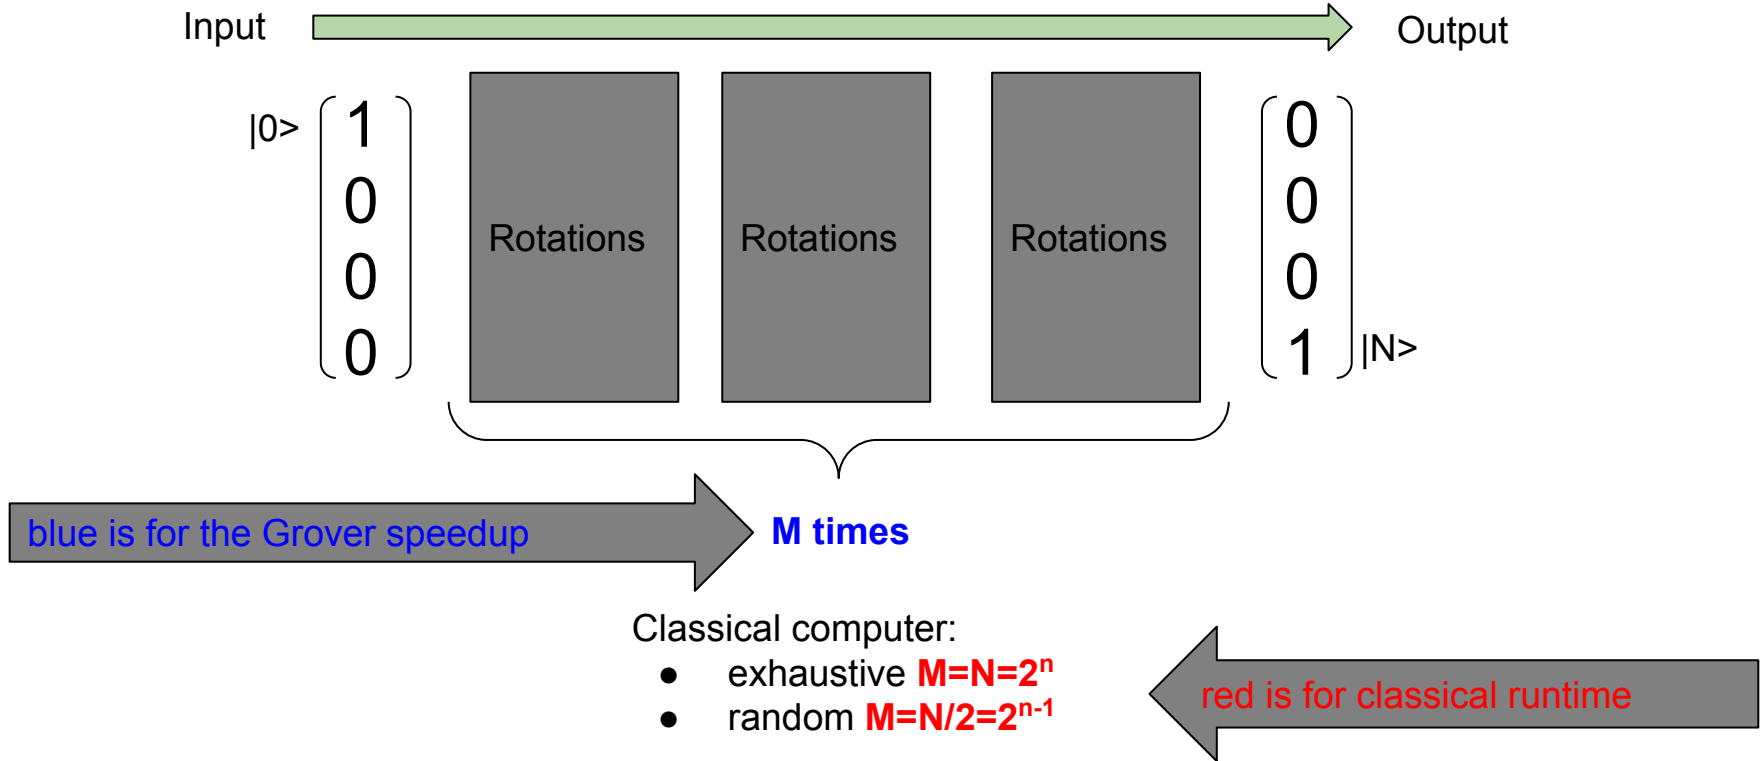 Input
Output
|0>
1
0
0
0
Rotations
Rotations
Rotations
0
0
0
1
|N>
blue is for the Grover speedup
M times
Classical computer:
● exhaustive M=N=2ⁿ
● random M=N/2=2ⁿ⁻¹
red is for classical runtime